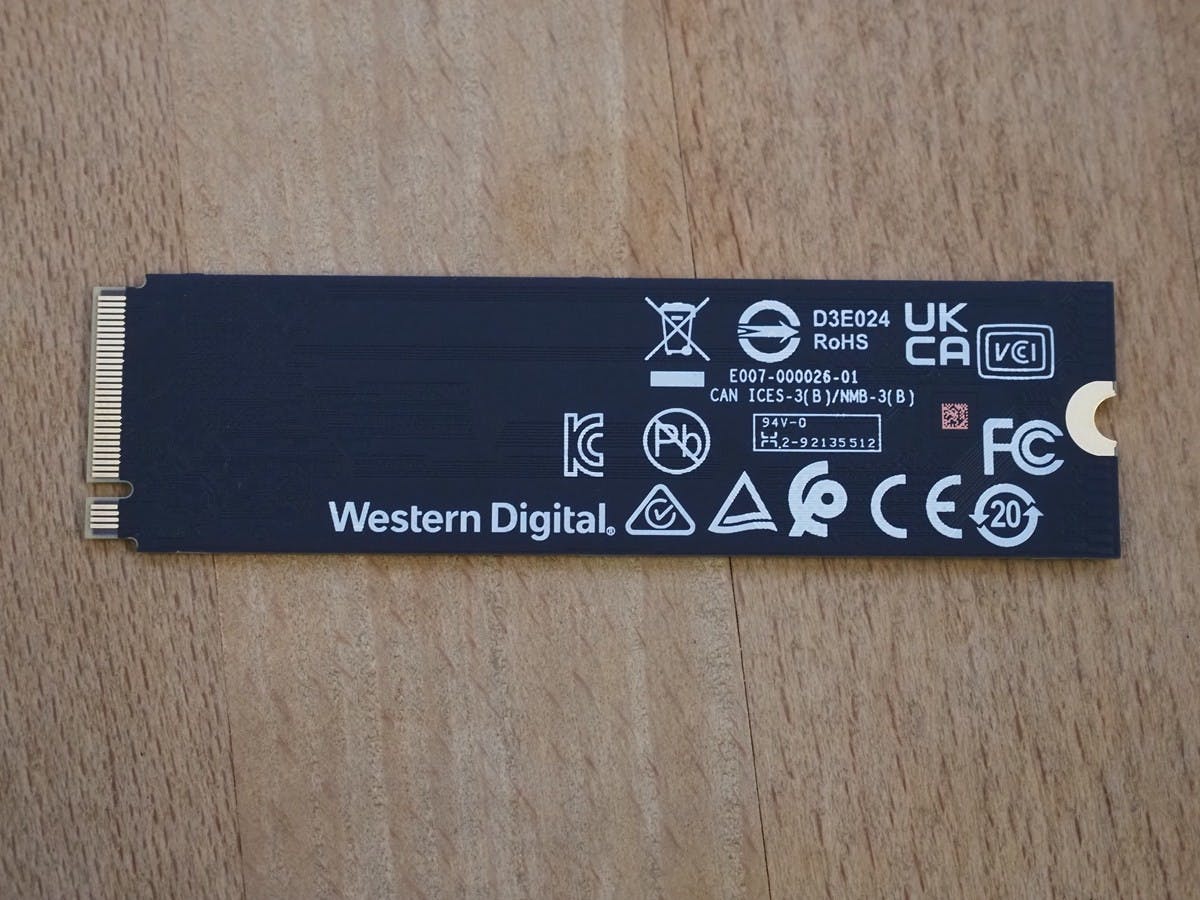 D3E024
RoHS
UK
CA
VCI
E007-000026-01
CAN ICES-3(B)/NMB-3(B)
94V-0
2-92135512
Pb
FC
Western Digital®
CE
20